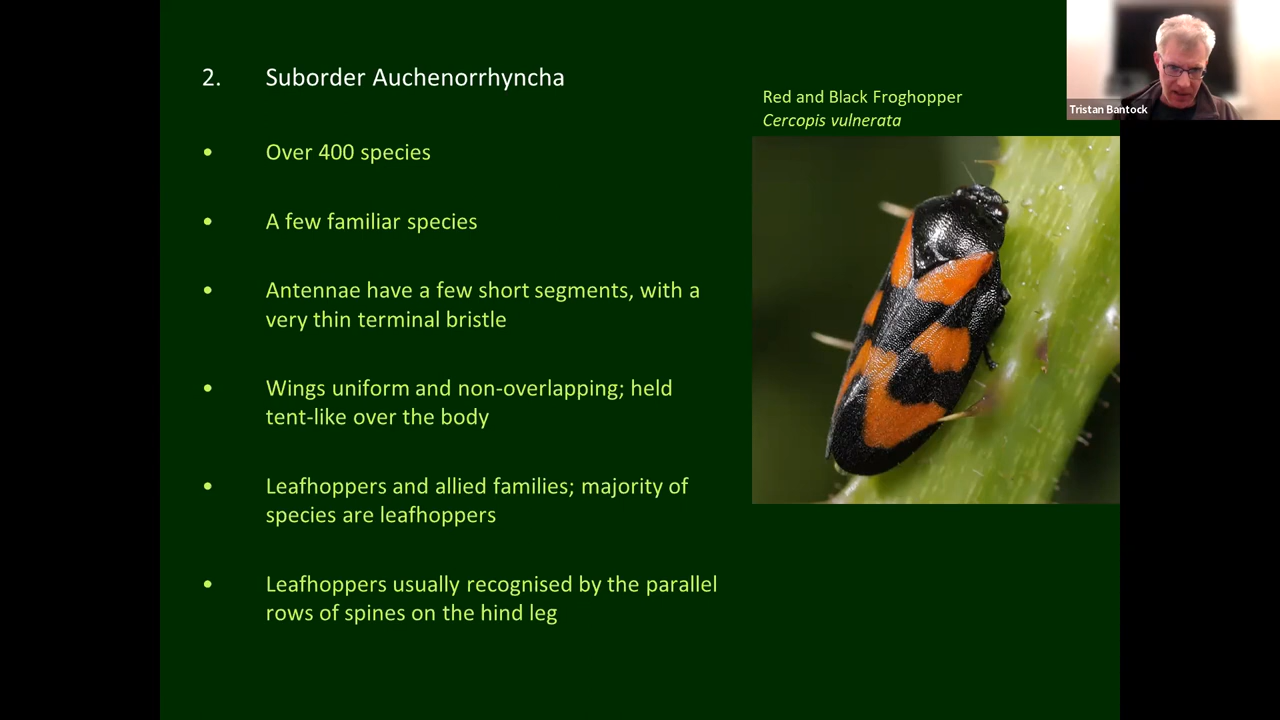 2. Suborder Auchenorrhyncha
• Over 400 species
• A few familiar species
• Antennae have a few short segments, with a
very thin terminal bristle
• Wings uniform and non-overlapping; held
tent-like over the body
• Leafhoppers and allied families; majority of
species are leafhoppers
• Leafhoppers usually recognised by the parallel
rows of spines on the hind leg
Red and Black Froghopper
Cercopis vulnerata
Tristan Bantock